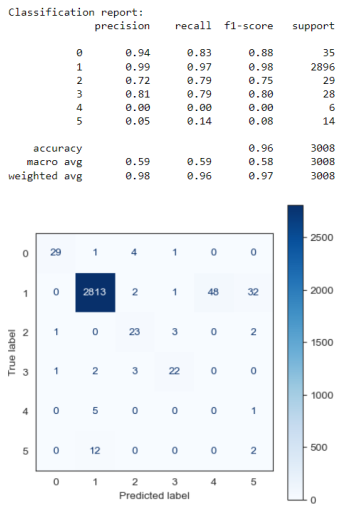 Classification report:
precision recall f1-score support
0 0.94 0.83 0.88 35
1 0.99 0.97 0.98 2896
2 0.72 0.79 0.75 29
3 0.81 0.79 0.80 28
4 0.00 0.00 0.00 6
5 0.05 0.14 0.08 14
accuracy 0.96 3008
macro avg 0.59 0.59 0.58 3008
weighted avg 0.98 0.96 0.97 3008
0 29 1 4 1 0 0
1 0 2813 2 1 48 32
2 1 0 23 3 0 2
3 1 2 3 22 0 0
4 0 5 0 0 0 1
5 0 12 0 0 0 2
0 1 2 3 4 5
Predicted label
True label
2500
2000
1500
1000
500
0